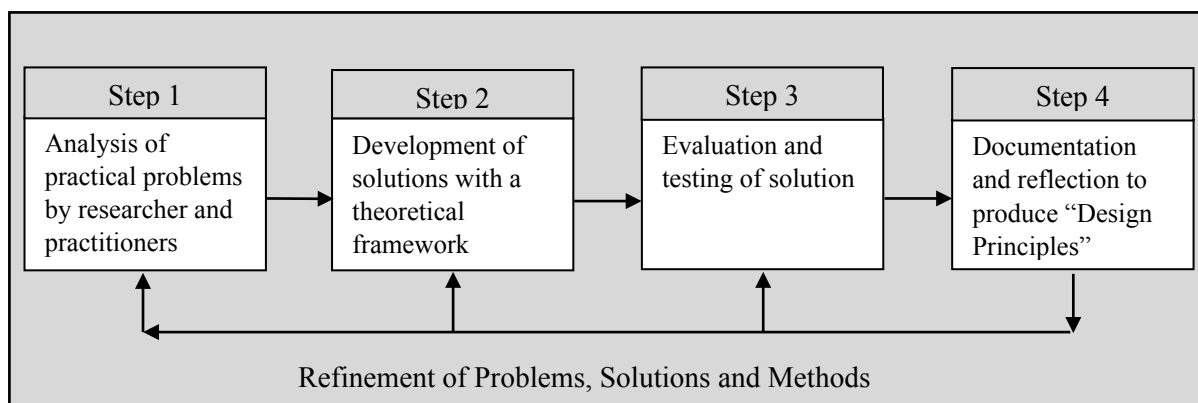 Step 1
Analysis of
practical problems
by researcher and
practitioners
Step 2
Development of
solutions with a
theoretical
framework
Step 3
Evaluation and
testing of solution
Step 4
Documentation
and reflection to
produce “Design
Principles”
Refinement of Problems, Solutions and Methods